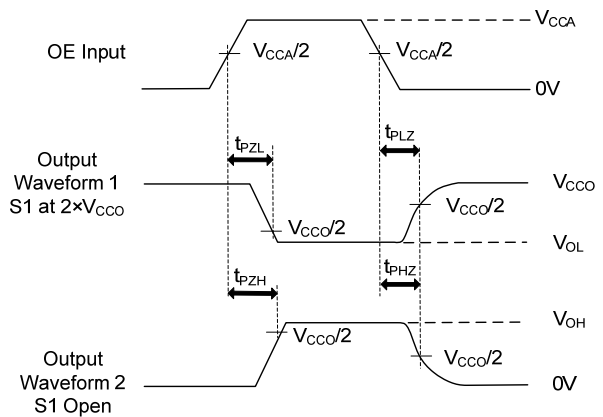 V_CCA
OE Input
V_CCA/2
V_CCA/2
0V
t_PZL
t_PLZ
Output
Waveform 1
S1 at 2×V_CCO
V_CCO
V_CCO/2
V_CCO/2
V_OL
t_PZH
t_PHZ
V_OH
V_CCO/2
V_CCO/2
Output
Waveform 2
S1 Open
0V